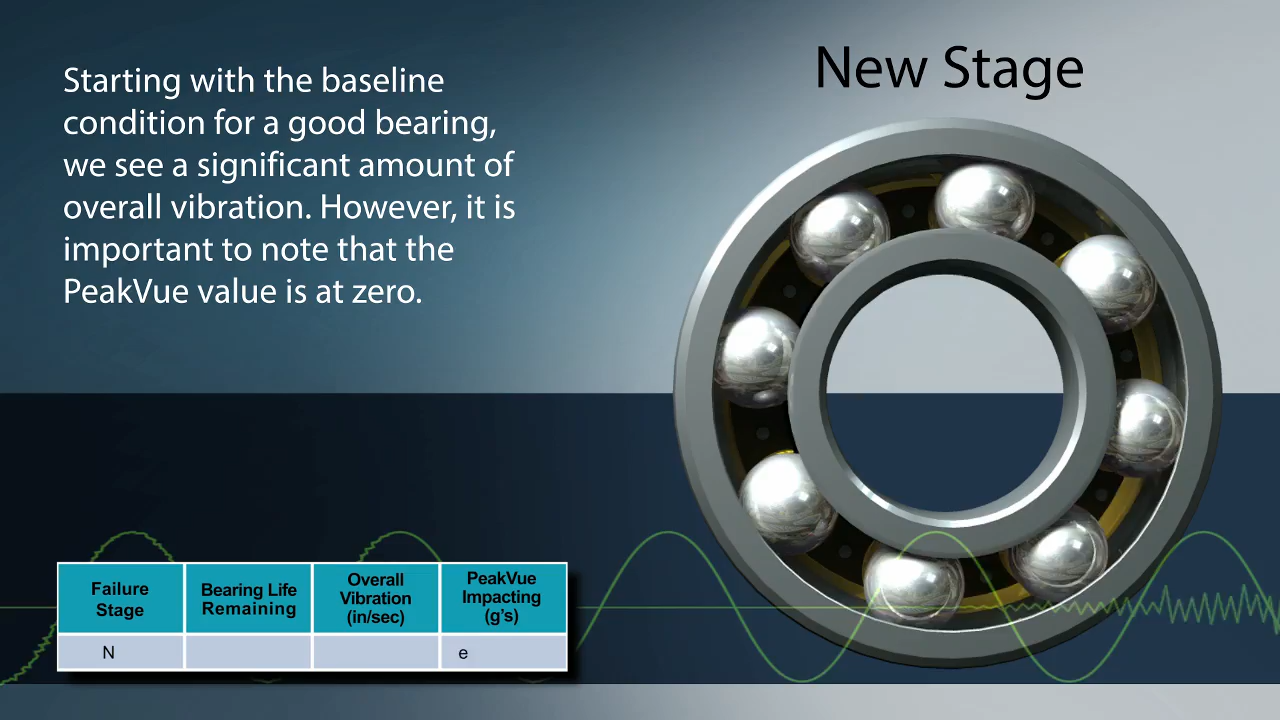 Starting with the baseline
condition for a good bearing,
we see a significant amount of
overall vibration. However, it is
important to note that the
PeakVue value is at zero.
New Stage
Failure
Stage
Bearing Life
Remaining
Overall
Vibration
(in/sec)
PeakVue
Impacting
(g's)
N
e